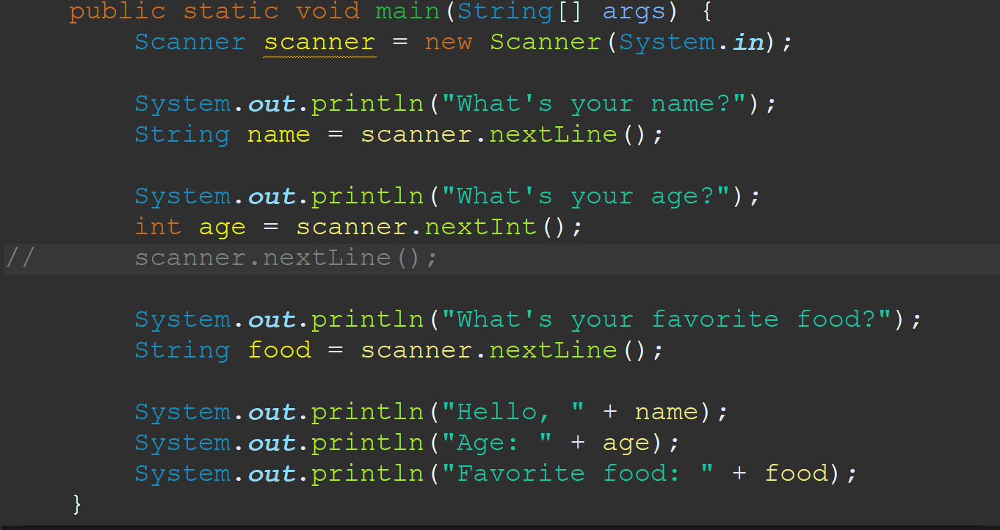 public static void main(String[] args) {
Scanner scanner = new Scanner(System.in);
System.out.println("What's your name?");
String name = scanner.nextLine();
System.out.println("What's your age?");
int age = scanner.nextInt();
// scanner.nextLine();
System.out.println("What's your favorite food?");
String food = scanner.nextLine();
System.out.println("Hello, " + name);
System.out.println("Age: " + age);
System.out.println("Favorite food: " + food);
}